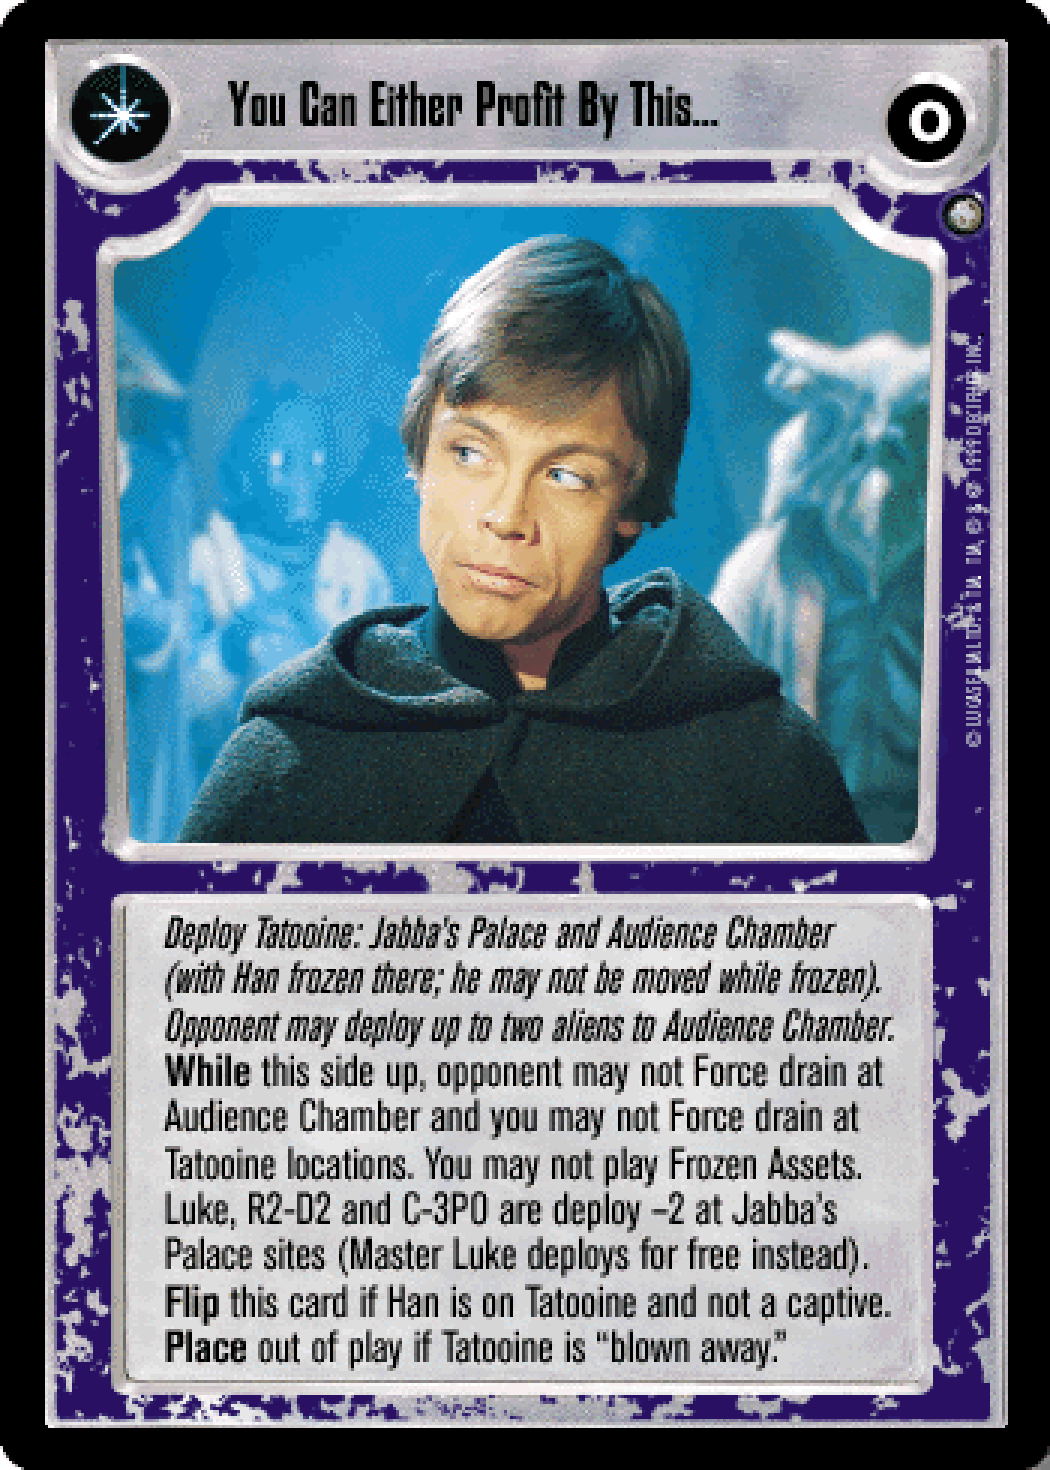 You Can Either Profit By This...
0
Deploy Tatooine: Jabba's Palace and Audience Chamber
(with Han frozen there; he may not be moved while frozen).
Opponent may deploy up to two aliens to Audience Chamber.
While this side up, opponent may not Force drain at
Audience Chamber and you may not Force drain at
Tatooine locations. You may not play Frozen Assets.
Luke, R2-D2 and C-3PO are deploy –2 at Jabba's
Palace sites (Master Luke deploys for free instead).
Flip this card if Han is on Tatooine and not a captive.
Place out of play if Tatooine is “blown away.”